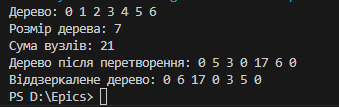 Дерево: 0 1 2 3 4 5 6
Розмір дерева: 7
Сума вузлів: 21
Дерево після перетворення: 0 5 3 0 17 6 0
Віддзеркалене дерево: 0 6 17 0 3 5 0
PS D:\Epics>